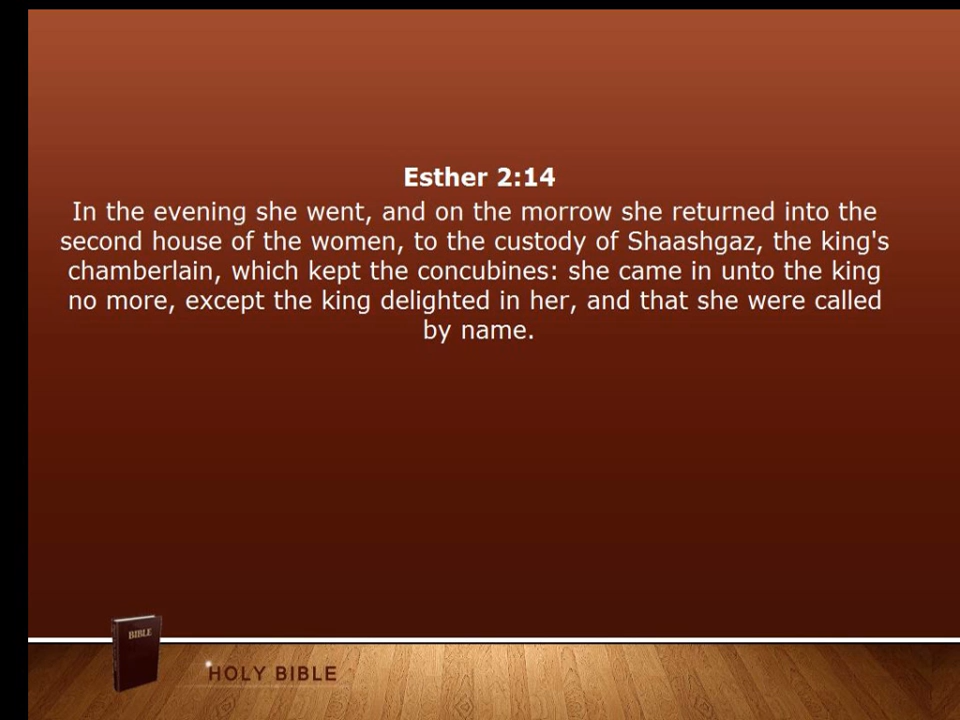 Esther 2:14
In the evening she went, and on the morrow she returned into the
second house of the women, to the custody of Shaashgaz, the king's
chamberlain, which kept the concubines: she came in unto the king
no more, except the king delighted in her, and that she were called
by name.
BIBLE
HOLY BIBLE